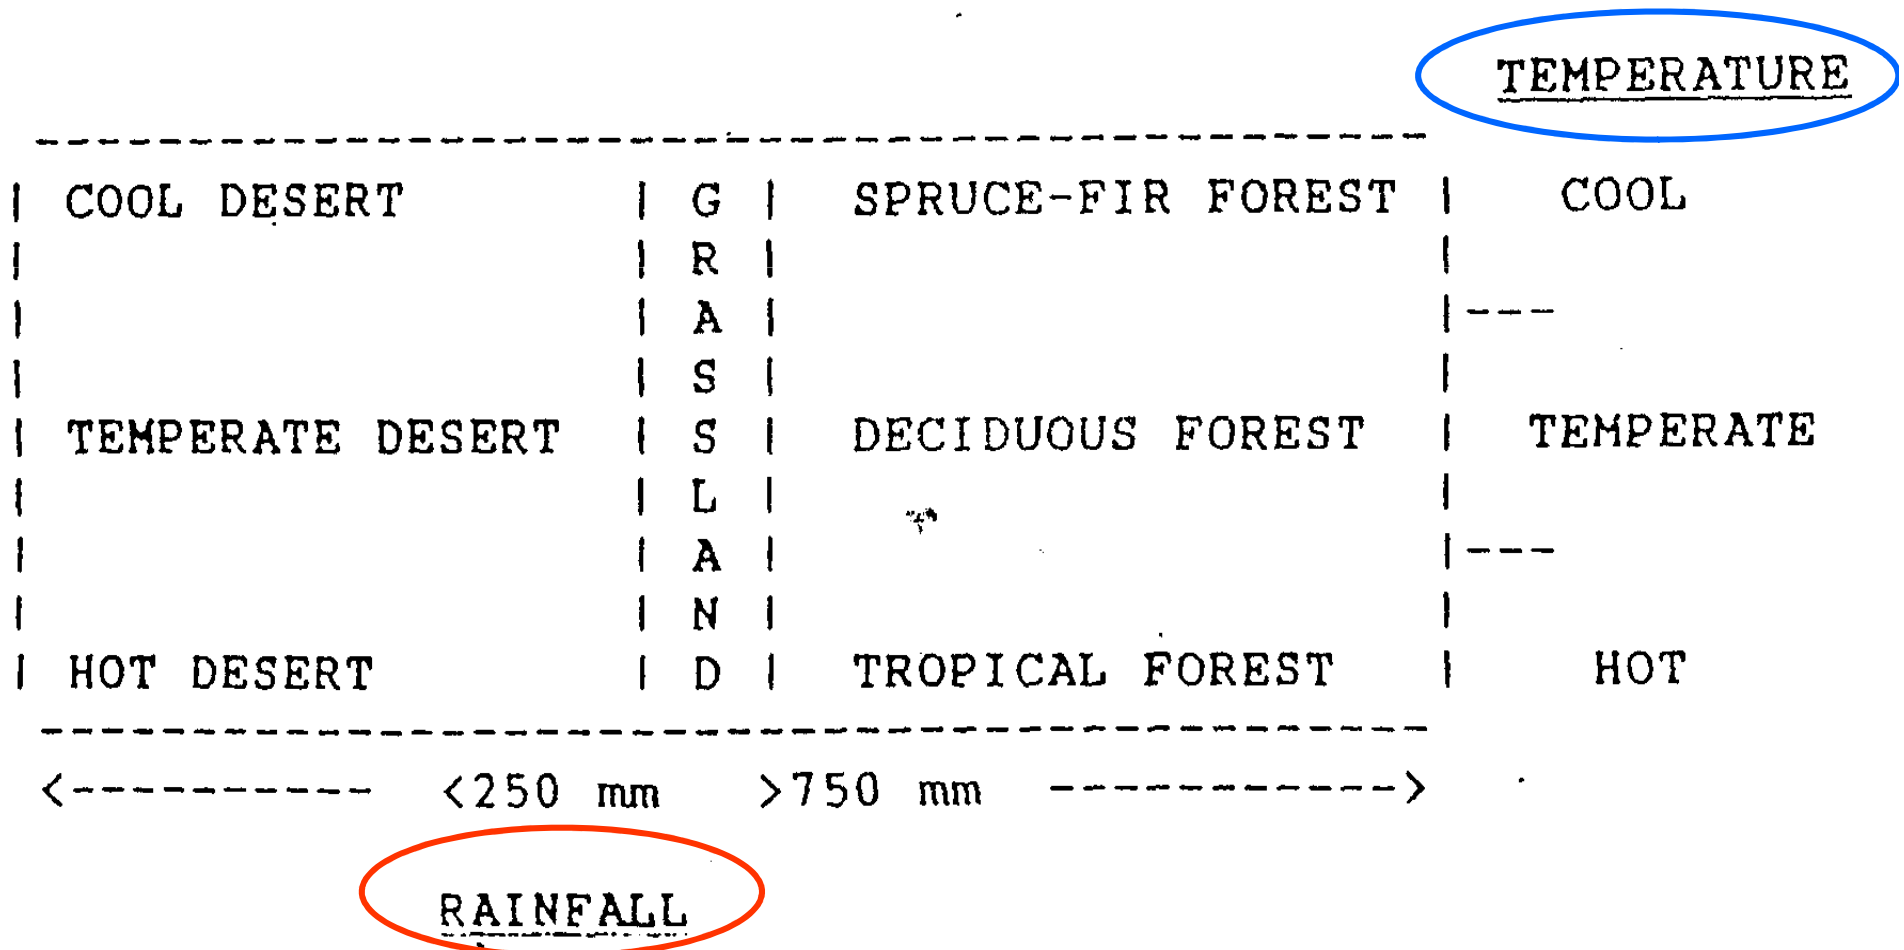 TEMPERATURE
COOL DESERT | G | SPRUCE-FIR FOREST | COOL
R
A
S
TEMPERATE DESERT | S | DECIDUOUS FOREST | TEMPERATE
L
A
N
HOT DESERT | D | TROPICAL FOREST | HOT
<---------- <250 mm >750 mm ------------>
RAINFALL